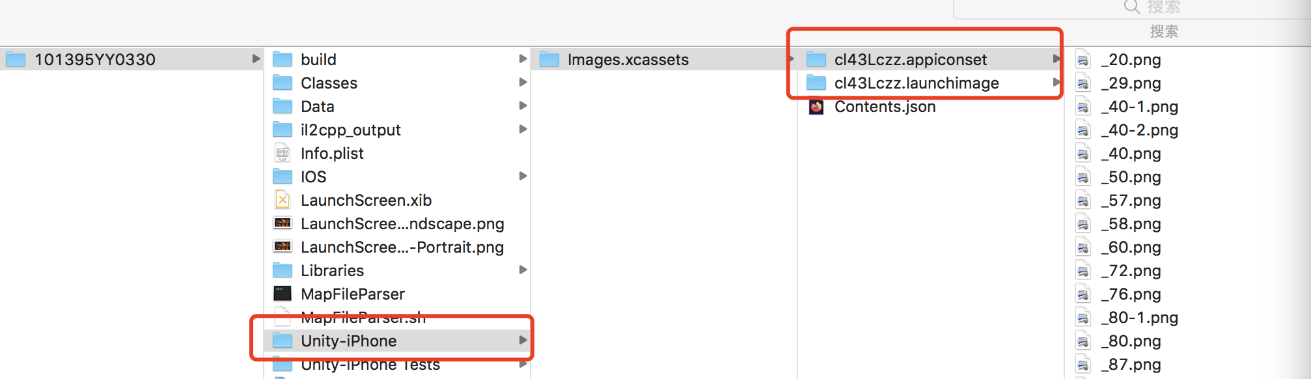 搜索
搜索
101395YY0330
build
Classes
Data
il2cpp_output
Info.plist
IOS
LaunchScreen.xib
LaunchScree...ndscape.png
LaunchScree...-Portrait.png
Libraries
MapFileParser
MapFileParser.sh
Unity-iPhone
Unity-iPhone Tests
Images.xcassets
cl43Lczz.appiconset
cl43Lczz.launchimage
Contents.json
_20.png
_29.png
_40-1.png
_40-2.png
_40.png
_50.png
_57.png
_58.png
_60.png
_72.png
_76.png
_80-1.png
_80.png
_87.png